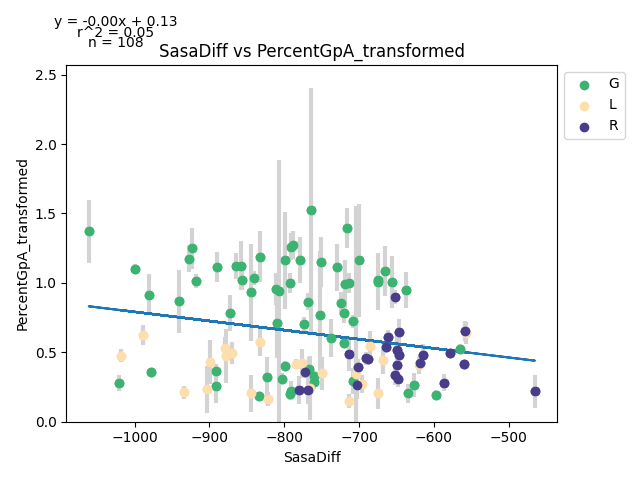 y = -0.00x + 0.13
r^2 = 0.05
n = 108
SasaDiff vs PercentGpA_transformed
G
L
R
PercentGpA_transformed
2.5
2.0
1.5
1.0
0.5
0.0
−1000 −900 −800 −700 −600 −500
SasaDiff